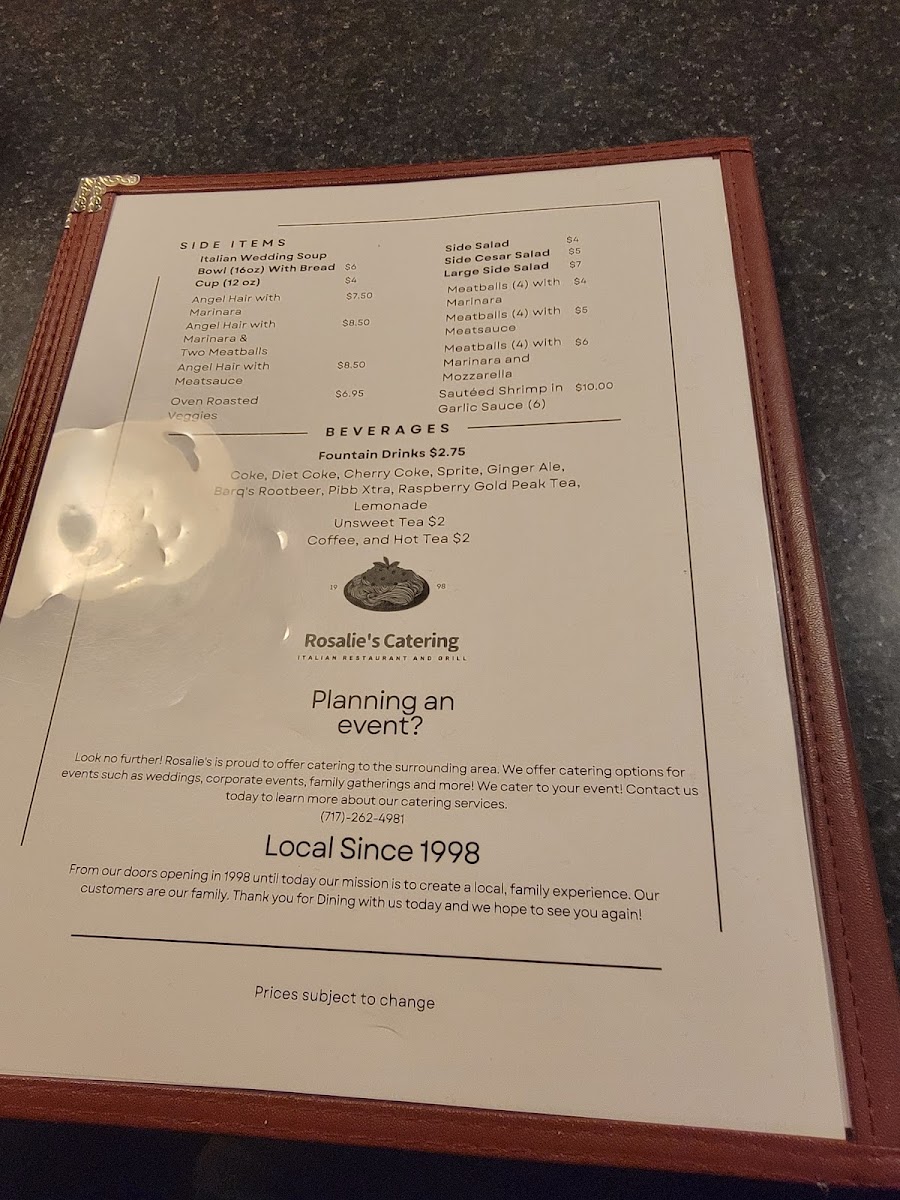 SIDE ITEMS
Italian Wedding Soup
Bowl (16oz) With Bread $6
Cup (12 oz) $4
Angel Hair with $7.50
Marinara
Angel Hair with $8.50
Marinara &
Two Meatballs
Angel Hair with $8.50
Meatsauce
Oven Roasted $6.95
Veggies
Side Salad $4
Side Cesar Salad $5
Large Side Salad $7
Meatballs (4) with $4
Marinara
Meatballs (4) with $5
Meatsauce
Meatballs (4) with $6
Marinara and
Mozzarella
Sautéed Shrimp in $10.00
Garlic Sauce (6)
BEVERAGES
Fountain Drinks $2.75
Coke, Diet Coke, Cherry Coke, Sprite, Ginger Ale,
Barq's Rootbeer, Pibb Xtra, Raspberry Gold Peak Tea,
Lemonade
Unsweet Tea $2
Coffee, and Hot Tea $2
19 98
Rosalie's Catering
ITALIAN RESTAURANT AND GRILL
Planning an
event?
Look no further! Rosalie's is proud to offer catering to the surrounding area. We offer catering options for
events such as weddings, corporate events, family gatherings and more! We cater to your event! Contact us
today to learn more about our catering services.
(717)-262-4981
Local Since 1998
From our doors opening in 1998 until today our mission is to create a local, family experience. Our
customers are our family. Thank you for Dining with us today and we hope to see you again!
Prices subject to change